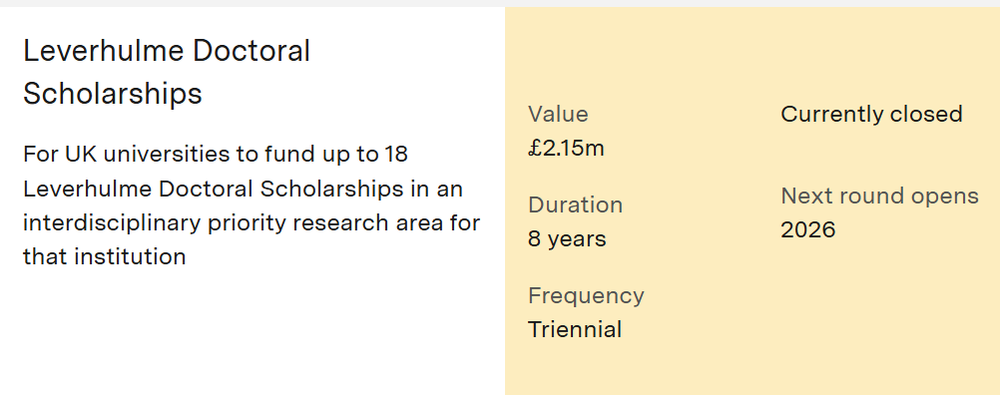 Leverhulme Doctoral
Scholarships
For UK universities to fund up to 18
Leverhulme Doctoral Scholarships in an
interdisciplinary priority research area for
that institution
Value
£2.15m
Duration
8 years
Frequency
Triennial
Currently closed
Next round opens
2026